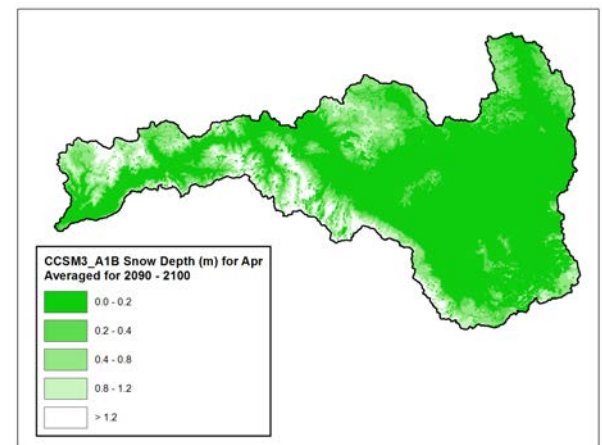 CCSM3_A1B Snow Depth (m) for Apr
Averaged for 2090 - 2100
0.0 - 0.2
0.2 - 0.4
0.4 - 0.8
0.8 - 1.2
> 1.2